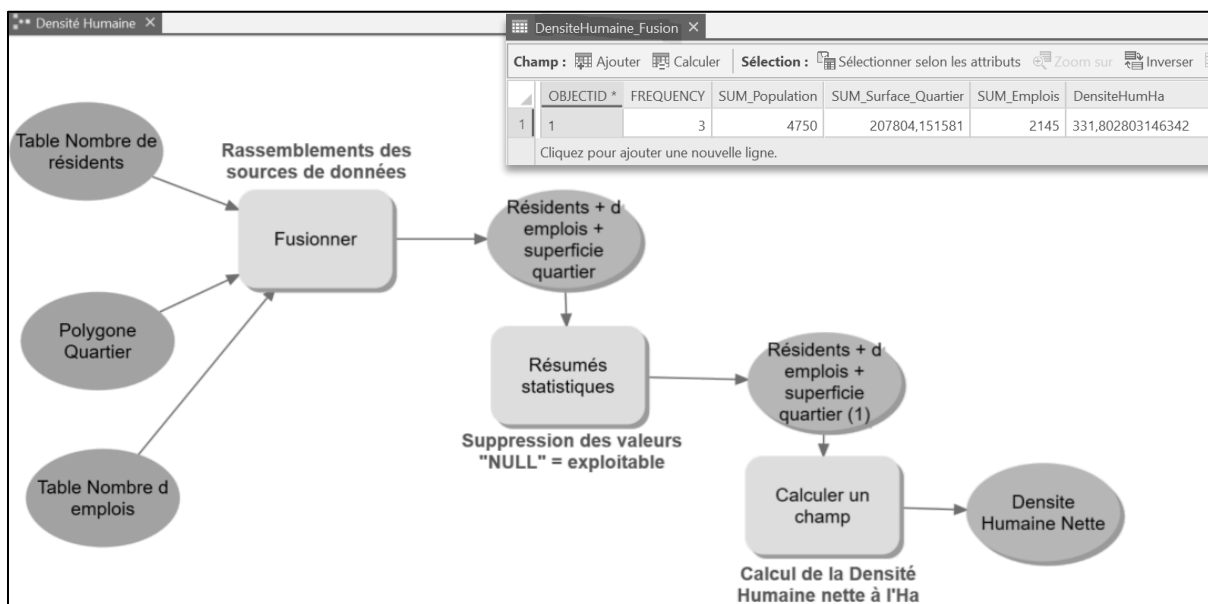 Densité Humaine
DensiteHumaine_Fusion
Champ : Ajouter Calculer Sélection : Sélectionner selon les attributs Zoom sur Inverser
OBJECTID * FREQUENCY SUM_Population SUM_Surface_Quartier SUM_Emplois DensiteHumHa
1 1 3 4750 207804,151581 2145 331,802803146342
Cliquez pour ajouter une nouvelle ligne.
Table Nombre de
résidents
Rassemblements des
sources de données
Fusionner
Résidents + d
emplois +
superficie
quartier
Polygone
Quartier
Résumés
statistiques
Résidents + d
emplois +
superficie
quartier (1)
Suppression des valeurs
"NULL" = exploitable
Table Nombre d
emplois
Calculer un
champ
Densite
Humaine Nette
Calcul de la Densité
Humaine nette à l'Ha